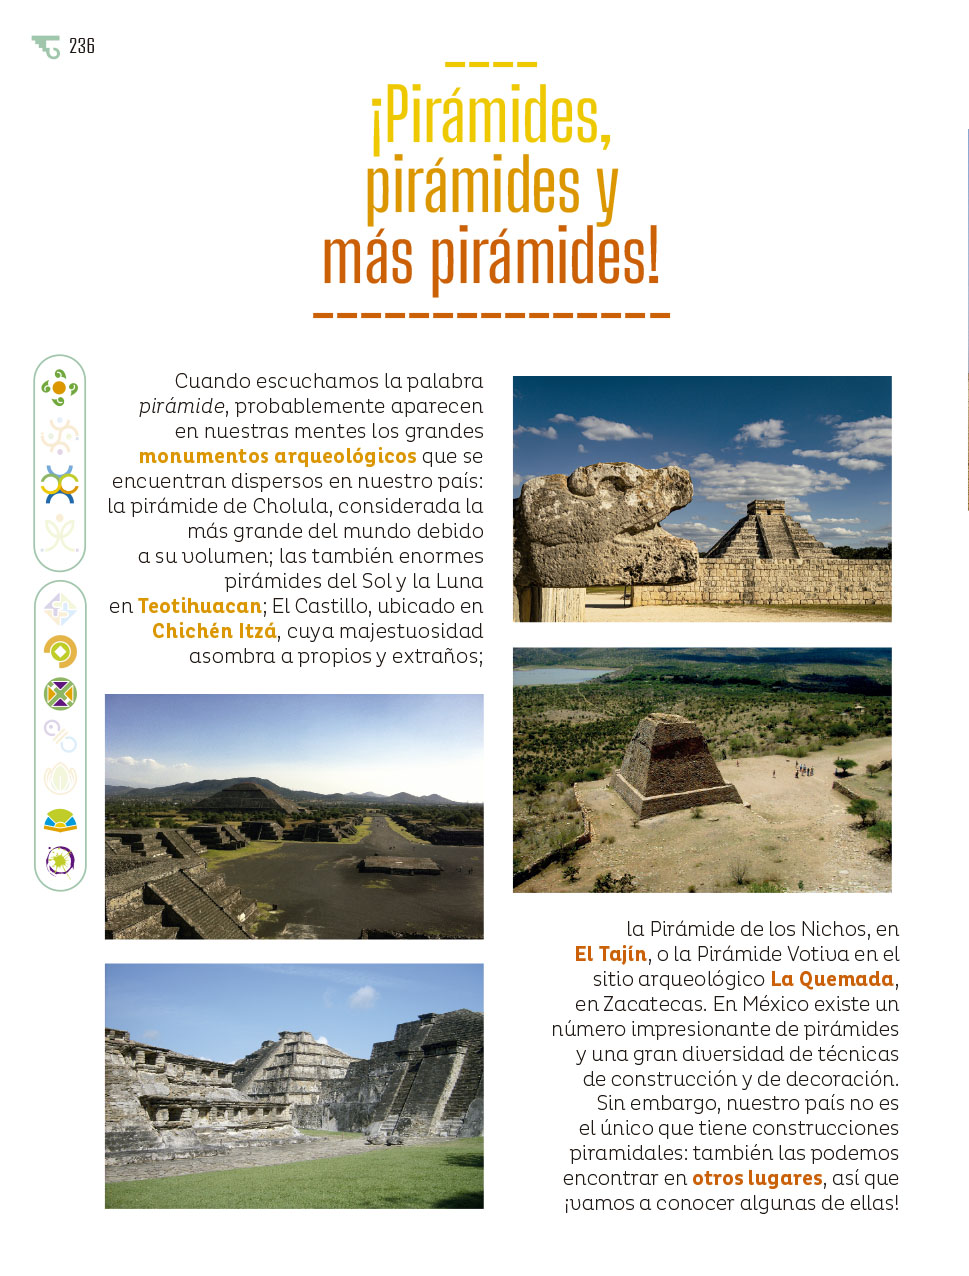 236
¡Pirámides,
pirámides y
más pirámides!
Cuando escuchamos la palabra
pirámide, probablemente aparecen
en nuestras mentes los grandes
monumentos arqueológicos que se
encuentran dispersos en nuestro país:
la pirámide de Cholula, considerada la
más grande del mundo debido
a su volumen; las también enormes
pirámides del Sol y la Luna
en Teotihuacan; El Castillo, ubicado en
Chichén Itzá, cuya majestuosidad
asombra a propios y extraños;
la Pirámide de los Nichos, en
El Tajín, o la Pirámide Votiva en el
sitio arqueológico La Quemada,
en Zacatecas. En México existe un
número impresionante de pirámides
y una gran diversidad de técnicas
de construcción y de decoración.
Sin embargo, nuestro país no es
el único que tiene construcciones
piramidales: también las podemos
encontrar en otros lugares, así que
¡vamos a conocer algunas de ellas!